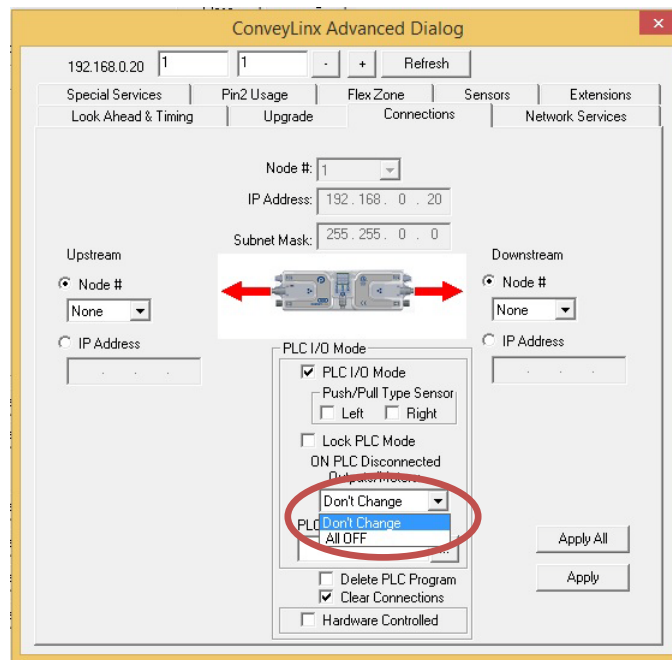 ConveyLinx Advanced Dialog
192.168.0.20 1 1 - + Refresh
Special Services Pin2 Usage Flex Zone Sensors Extensions
Look Ahead & Timing Upgrade Connections Network Services
Node #: 1
IP Address: 192 . 168 . 0 . 20
Subnet Mask: 255 . 255 . 0 . 0
Upstream
Node #
None
IP Address
Downstream
Node #
None
IP Address
PLC I/O Mode
PLC I/O Mode
Push/Pull Type Sensor
Left Right
Lock PLC Mode
ON PLC Disconnected
Don't Change
PLC
Don't Change
All OFF
...
Delete PLC Program
Clear Connections
Hardware Controlled
Apply All
Apply